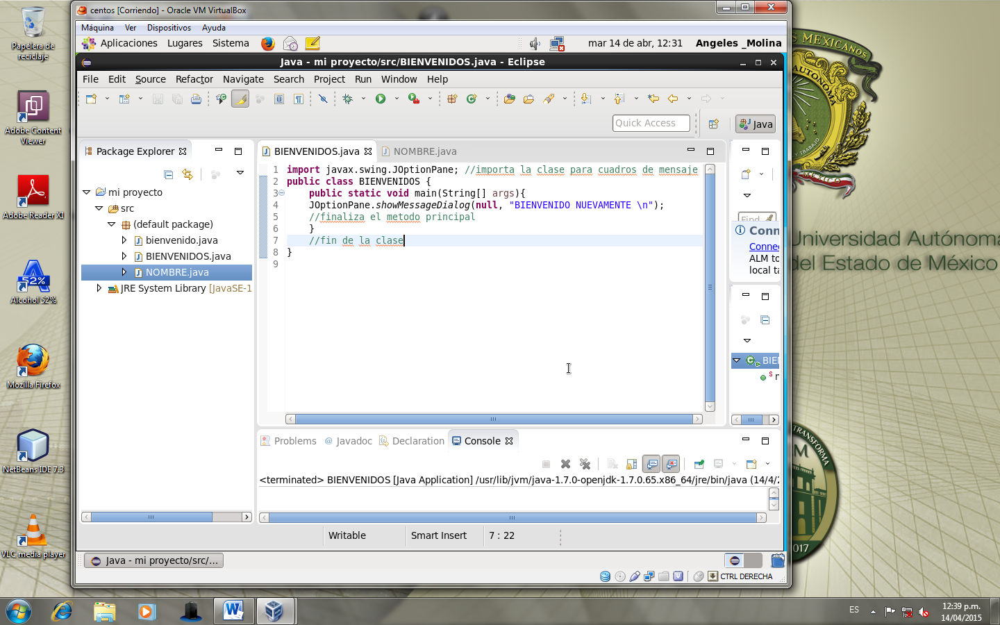 centos [Corriendo] - Oracle VM VirtualBox
Máquina Ver Dispositivos Ayuda
Aplicaciones Lugares Sistema mar 14 de abr, 12:31 Angeles _Molina
Java - mi proyecto/src/BIENVENIDOS.java - Eclipse
File Edit Source Refactor Navigate Search Project Run Window Help
Quick Access Java
Package Explorer
mi proyecto
src
(default package)
bienvenido.java
BIENVENIDOS.java
NOMBRE.java
JRE System Library [JavaSE-1
BIENVENIDOS.java NOMBRE.java
1 import javax.swing.JOptionPane; //importa la clase para cuadros de mensaje
2 public class BIENVENIDOS {
3 public static void main(String[] args){
4 JOptionPane.showMessageDialog(null, "BIENVENIDO NUEVAMENTE \n");
5 //finaliza el metodo principal
6 }
7 //fin de la clase
8 }
9
Find
Conn
Connec
ALM to
local ta
BIEN
Problems Javadoc Declaration Console
<terminated> BIENVENIDOS [Java Application] /usr/lib/jvm/java-1.7.0-openjdk-1.7.0.65.x86_64/jre/bin/java (14/4/2
Writable Smart Insert 7 : 22
Java - mi proyecto/src/...
CTRL DERECHA
Papelera de
reciclaje
Adobe Content
Viewer
Adobe Reader XI
52%
Alcohol 52%
Mozilla Firefox
NetBeans IDE 7.3
VLC media player
S MEXICANOS
Y TRABAJO
Universidad Autónoma
del Estado de México
TRANSFORMA
M
017
ES
12:39 p.m.
14/04/2015